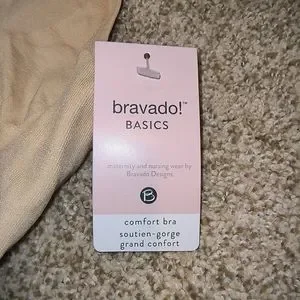 bravado!™
BASICS
maternity and nursing wear by
Bravado Designs
B
comfort bra
soutien-gorge
grand confort